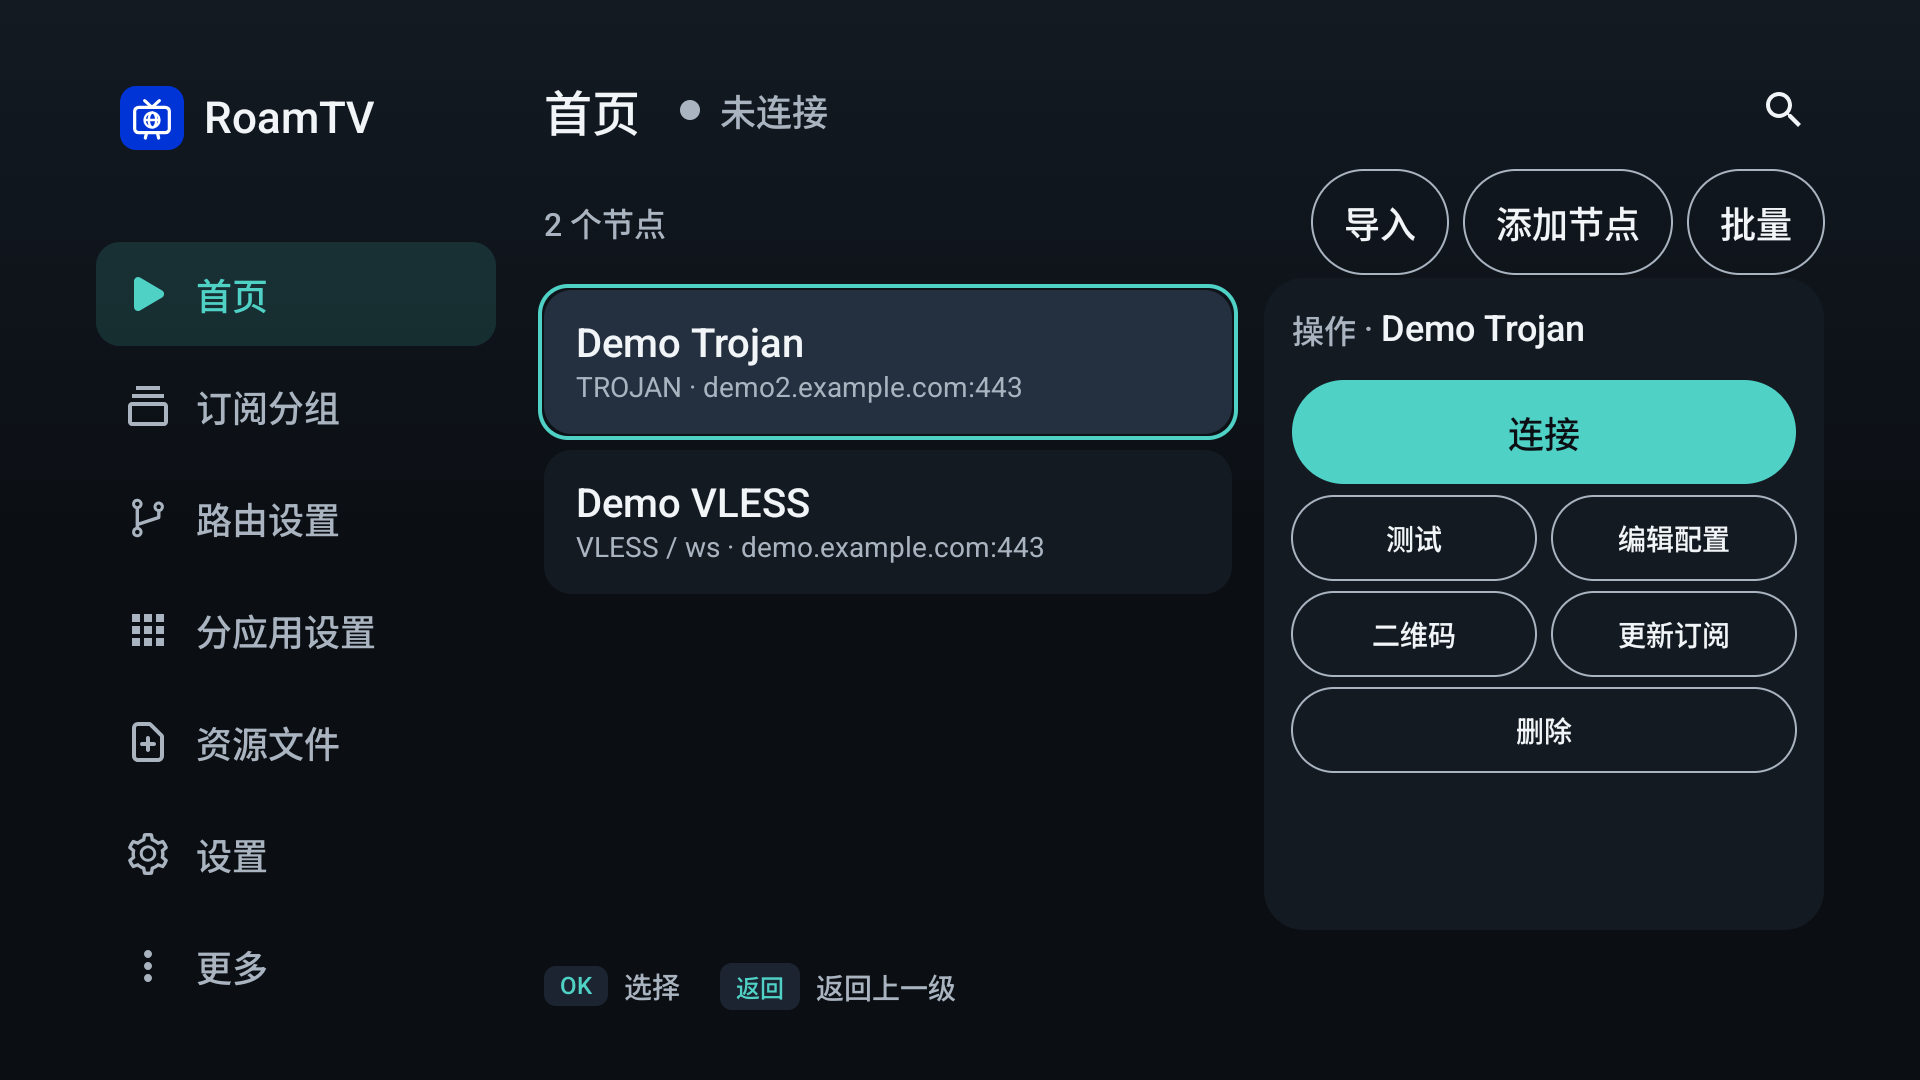 RoamTV
首页
订阅分组
路由设置
分应用设置
资源文件
设置
更多
首页
未连接
2 个节点
导入
添加节点
批量
Demo Trojan
TROJAN · demo2.example.com:443
Demo VLESS
VLESS / ws · demo.example.com:443
操作 · Demo Trojan
连接
测试
编辑配置
二维码
更新订阅
删除
OK 选择 返回 返回上一级